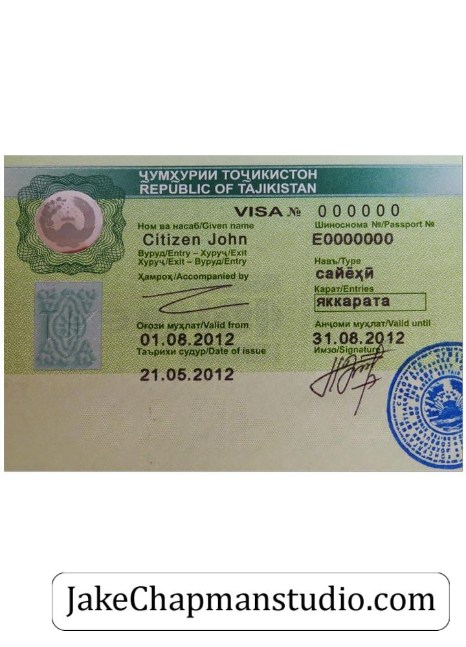 ҶУМҲУРИИ ТОҶИКИСТОН
REPUBLIC OF TAJIKISTAN
VISA № 000000
Ном ва насаб/Given name
Шиноснома №/Passport №
Citizen John
E0000000
Вуруд/Entry – Хуруҷ/Exit
Хуруҷ/Exit – Вуруд/Entry
Навъ/Type
сайёҳӣ
Ҳамроҳ/Accompanied by
Карат/Entries
яккарата
Оғози муҳлат/Valid from
Анҷоми муҳлат/Valid until
01.08.2012
31.08.2012
Таърихи судур/Date of issue
Имзо/Signature
21.05.2012
JakeChapmanstudio.com